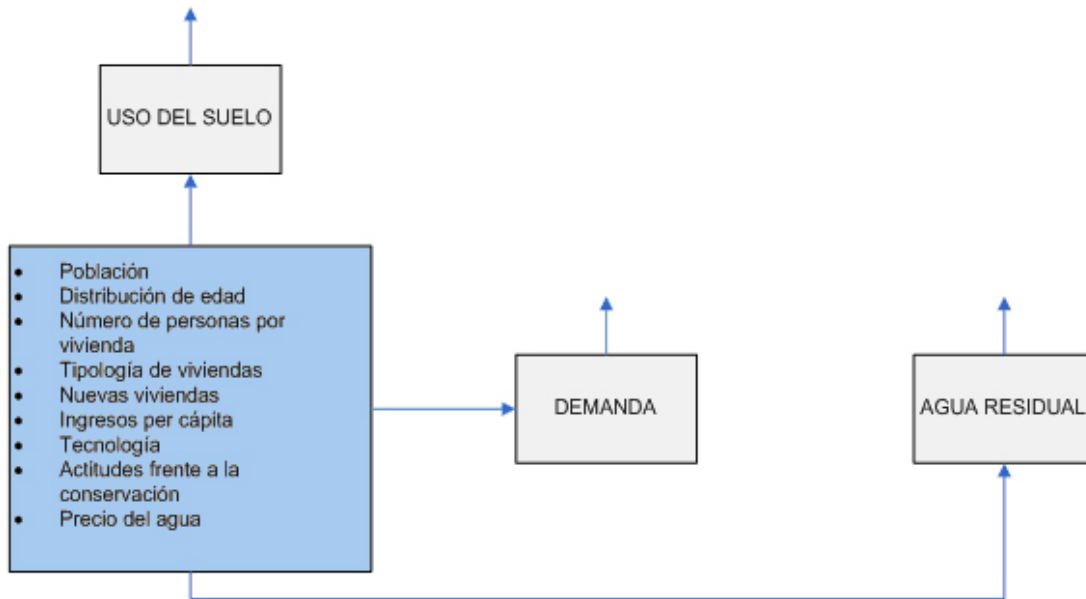 USO DEL SUELO
• Población
• Distribución de edad
• Número de personas por
vivienda
• Tipología de viviendas
• Nuevas viviendas
• Ingresos per cápita
• Tecnología
• Actitudes frente a la
conservación
• Precio del agua
DEMANDA
AGUA RESIDUAL